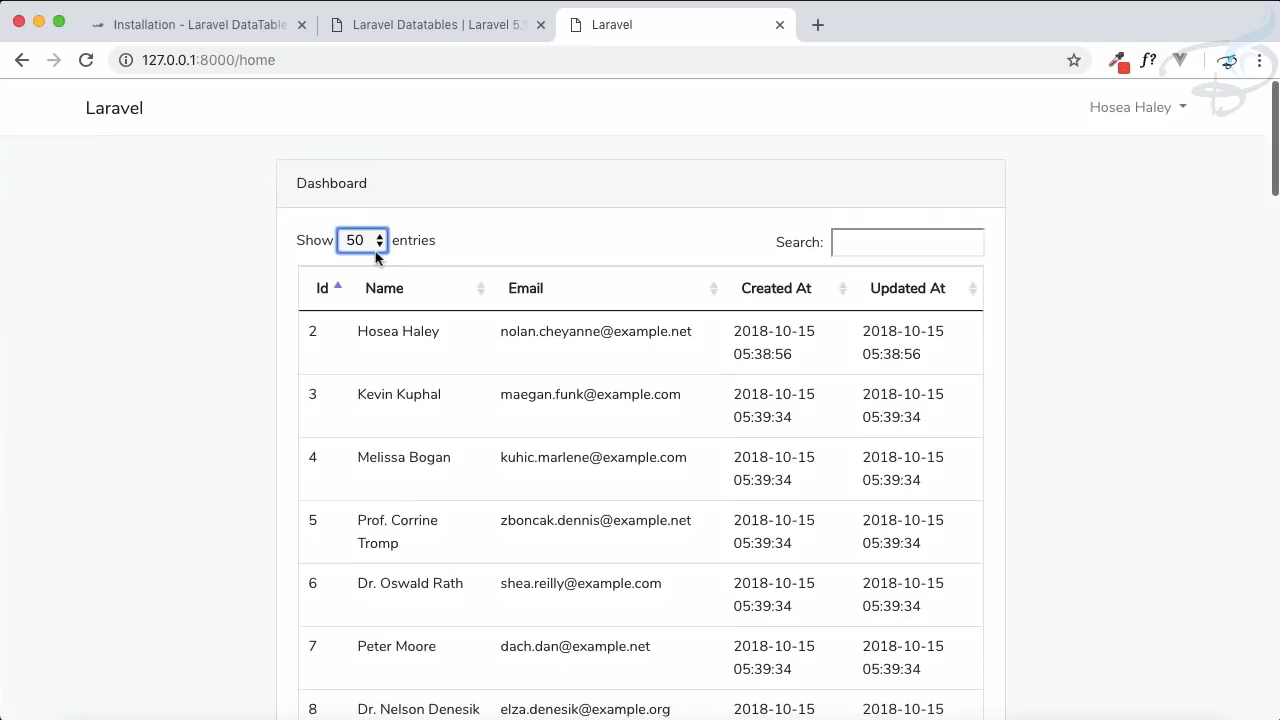 Installation - Laravel DataTable
Laravel Datatables | Laravel 5.
Laravel
127.0.0.1:8000/home
f?
Laravel
Hosea Haley
Dashboard
Show 50 entries
Search:
Id Name Email Created At Updated At
2 Hosea Haley nolan.cheyanne@example.net 2018-10-15 2018-10-15
05:38:56 05:38:56
3 Kevin Kuphal maegan.funk@example.com 2018-10-15 2018-10-15
05:39:34 05:39:34
4 Melissa Bogan kuhic.marlene@example.com 2018-10-15 2018-10-15
05:39:34 05:39:34
5 Prof. Corrine zboncak.dennis@example.net 2018-10-15 2018-10-15
Tromp 05:39:34 05:39:34
6 Dr. Oswald Rath shea.reilly@example.com 2018-10-15 2018-10-15
05:39:34 05:39:34
7 Peter Moore dach.dan@example.net 2018-10-15 2018-10-15
05:39:34 05:39:34
8 Dr. Nelson Denesik elza.denesik@example.org 2018-10-15 2018-10-15